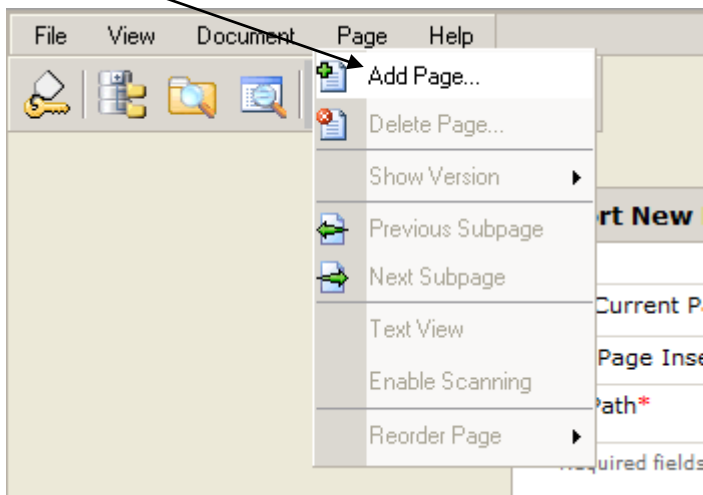 File View Document Page Help
Add Page...
Delete Page...
Show Version
rt New
Previous Subpage
Next Subpage
Current
Text View
Page
Enable Scanning
Path*
Reorder Page
fields